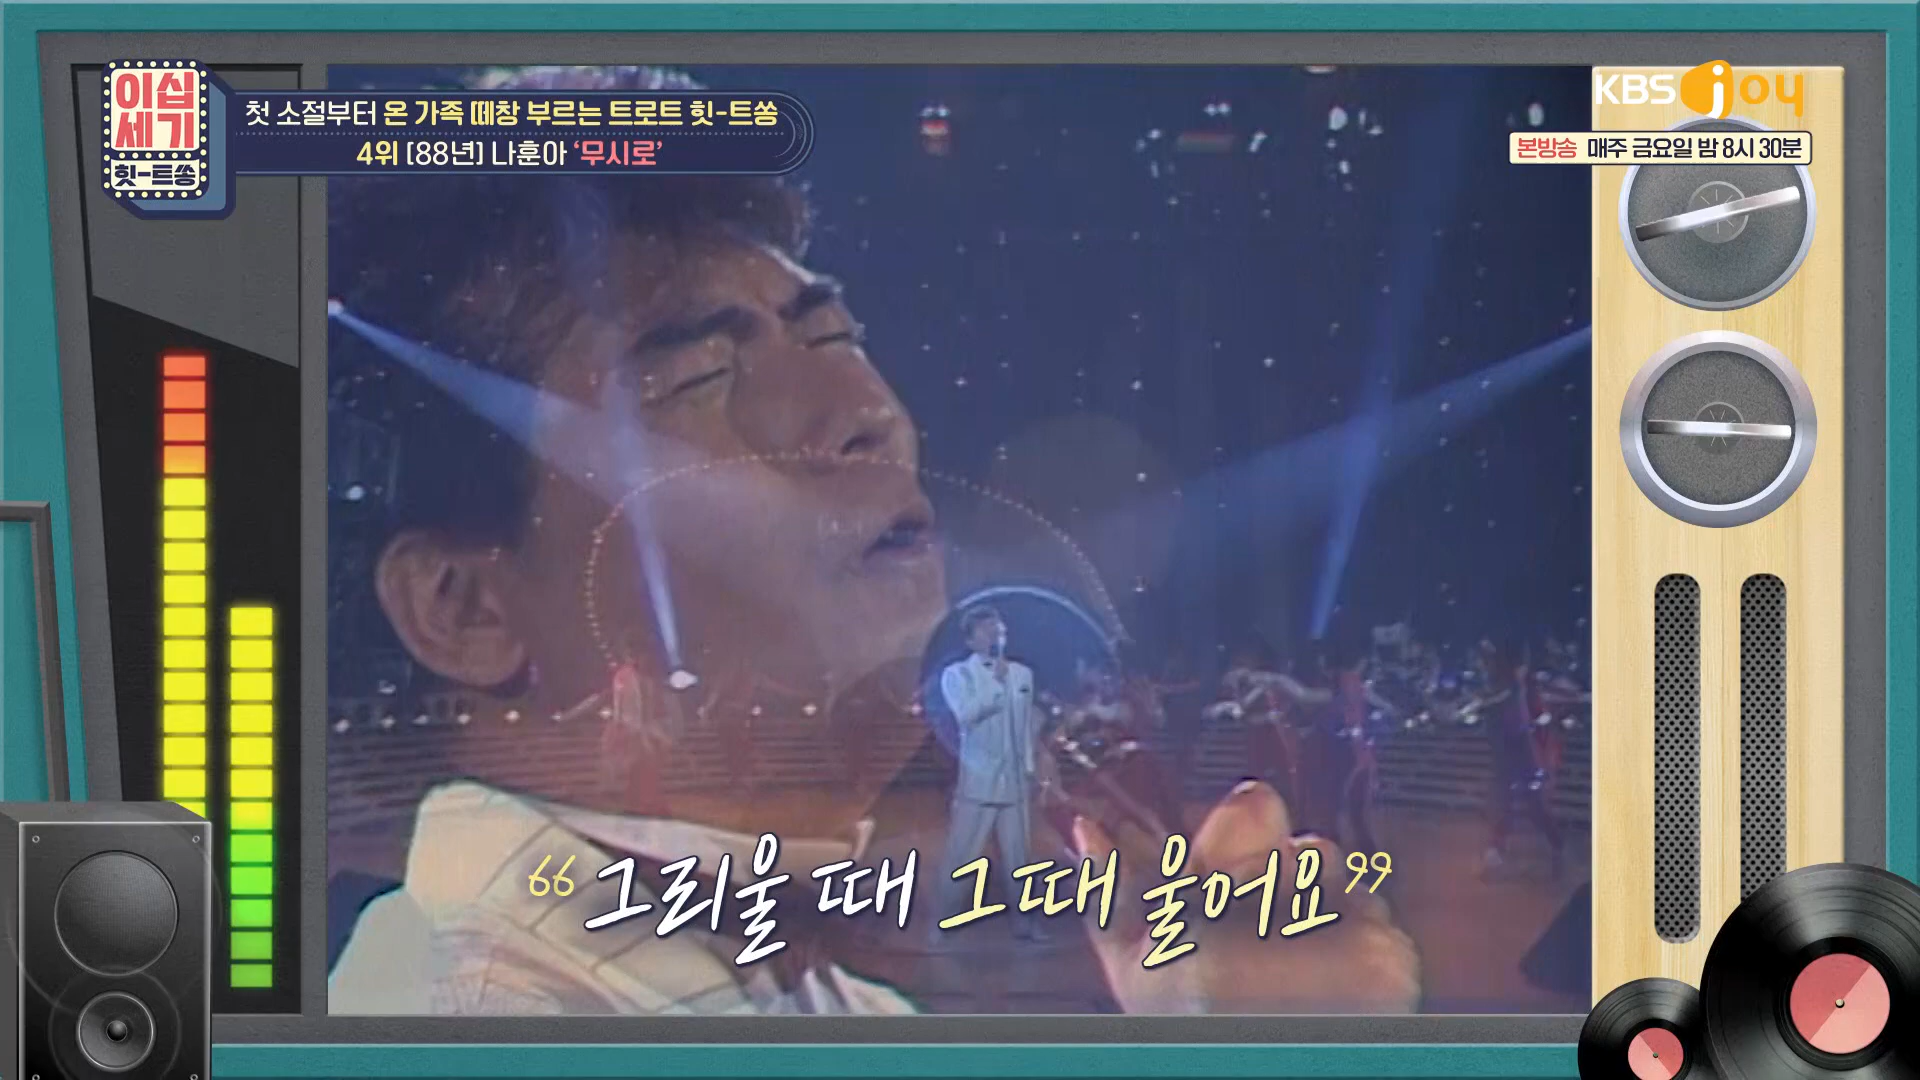 이십
세기
힛-트쏭
첫 소절부터 온 가족 떼창 부르는 트로트 힛-트쏭
4위 [88년] 나훈아 ‘무시로’
KBS joy
본방송 매주 금요일 밤 8시 30분
“그리울 때 그때 울어요”